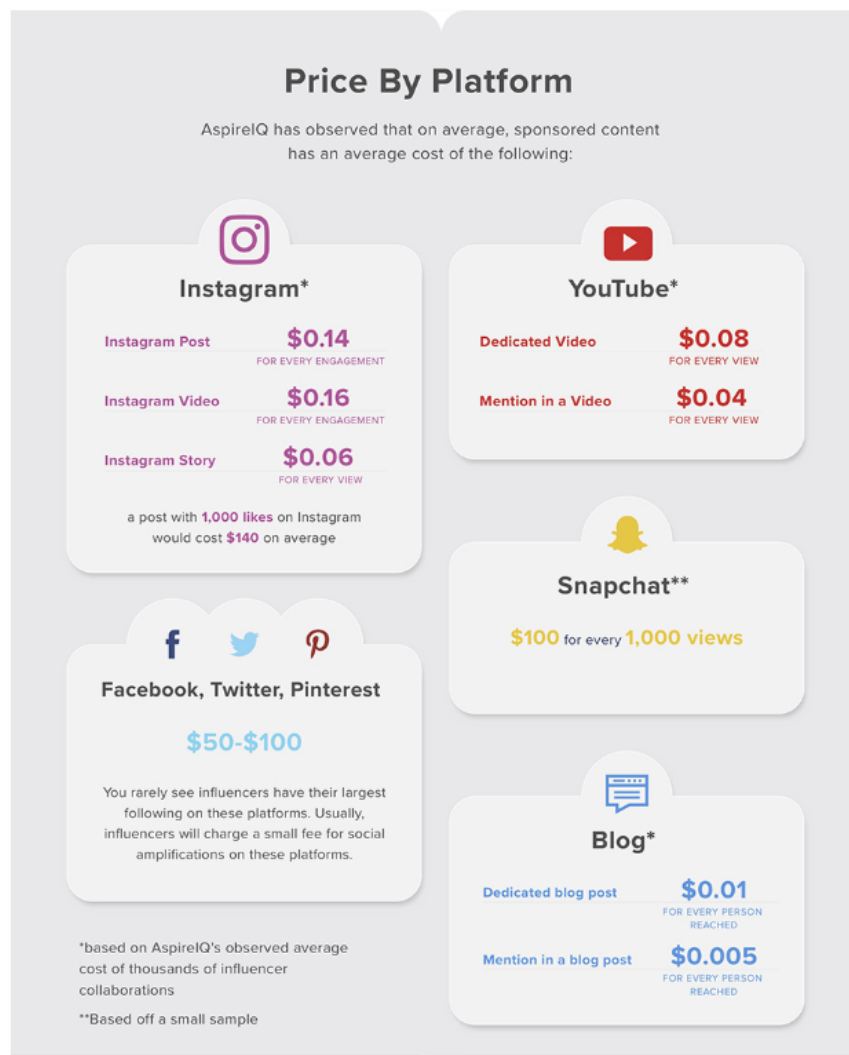 Price By Platform
AspireIQ has observed that on average, sponsored content
has an average cost of the following:
Instagram*
Instagram Post $0.14
FOR EVERY ENGAGEMENT
Instagram Video $0.16
FOR EVERY ENGAGEMENT
Instagram Story $0.06
FOR EVERY VIEW
a post with 1,000 likes on Instagram
would cost $140 on average
YouTube*
Dedicated Video $0.08
FOR EVERY VIEW
Mention in a Video $0.04
FOR EVERY VIEW
Snapchat**
$100 for every 1,000 views
Facebook, Twitter, Pinterest
$50-$100
You rarely see influencers have their largest
following on these platforms. Usually,
influencers will charge a small fee for social
amplifications on these platforms.
Blog*
Dedicated blog post $0.01
FOR EVERY PERSON
REACHED
Mention in a blog post $0.005
FOR EVERY PERSON
REACHED
*based on AspireIQ's observed average
cost of thousands of influencer
collaborations
**Based off a small sample